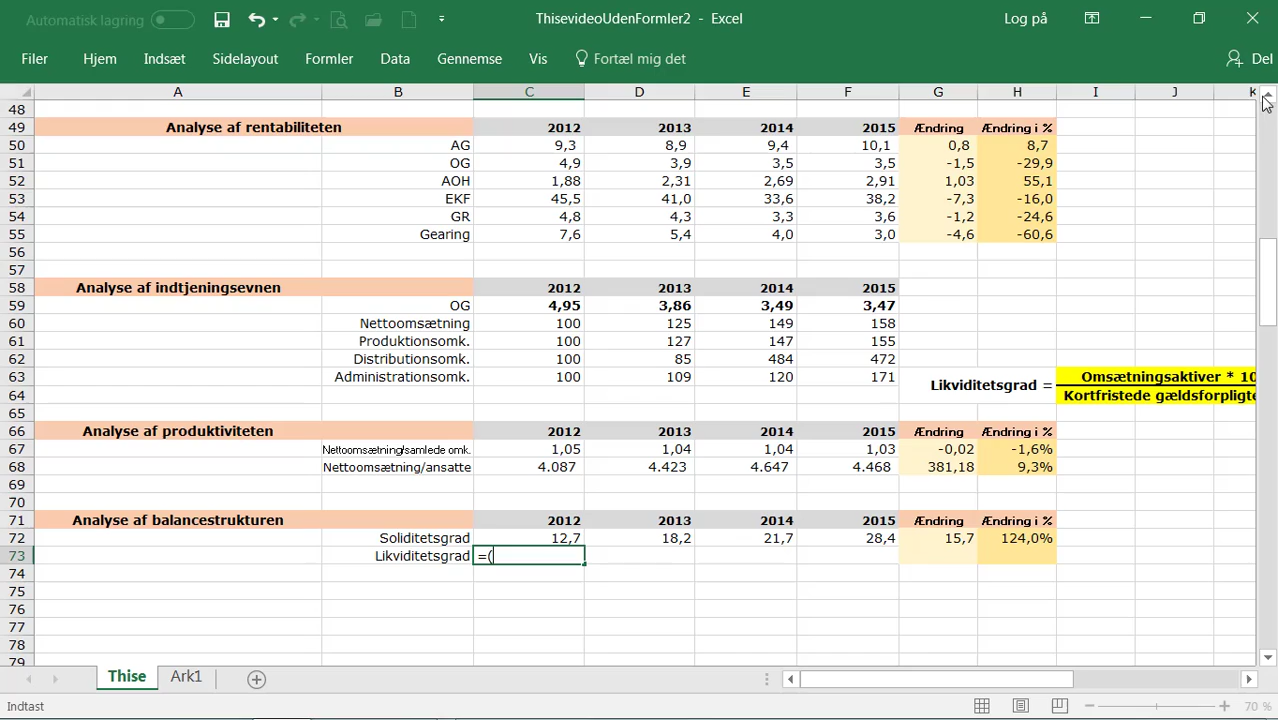 Automatisk lagring ThisevideoUdenFormler2 - Excel Log på
Filer Hjem Indsæt Sidelayout Formler Data Gennemse Vis Fortæl mig det Del
A B C D E F G H I J K
48
49 Analyse af rentabiliteten 2012 2013 2014 2015 Ændring Ændring i %
50 AG 9,3 8,9 9,4 10,1 0,8 8,7
51 OG 4,9 3,9 3,5 3,5 -1,5 -29,9
52 AOH 1,88 2,31 2,69 2,91 1,03 55,1
53 EKF 45,5 41,0 33,6 38,2 -7,3 -16,0
54 GR 4,8 4,3 3,3 3,6 -1,2 -24,6
55 Gearing 7,6 5,4 4,0 3,0 -4,6 -60,6
56
57
58 Analyse af indtjeningsevnen 2012 2013 2014 2015
59 OG 4,95 3,86 3,49 3,47
60 Nettoomsætning 100 125 149 158
61 Produktionsomk. 100 127 147 155
62 Distributionsomk. 100 85 484 472
63 Administrationsomk. 100 109 120 171 Likviditetsgrad = Omsætningsaktiver * 10
64 Kortfristede gældsforpligte
65
66 Analyse af produktiviteten 2012 2013 2014 2015 Ændring Ændring i %
67 Nettoomsætning/samlede omk. 1,05 1,04 1,04 1,03 -0,02 -1,6%
68 Nettoomsætning/ansatte 4.087 4.423 4.647 4.468 381,18 9,3%
69
70
71 Analyse af balancestrukturen 2012 2013 2014 2015 Ændring Ændring i %
72 Soliditetsgrad 12,7 18,2 21,7 28,4 15,7 124,0%
73 Likviditetsgrad =(
74
75
76
77
78
79
Thise Ark1
Indtast 70 %